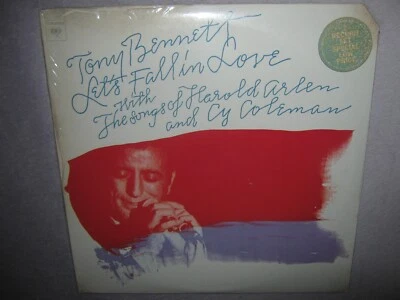 Tony Bennett
Let's Fall in Love
with
The Songs of Harold Arlen
and Cy Coleman